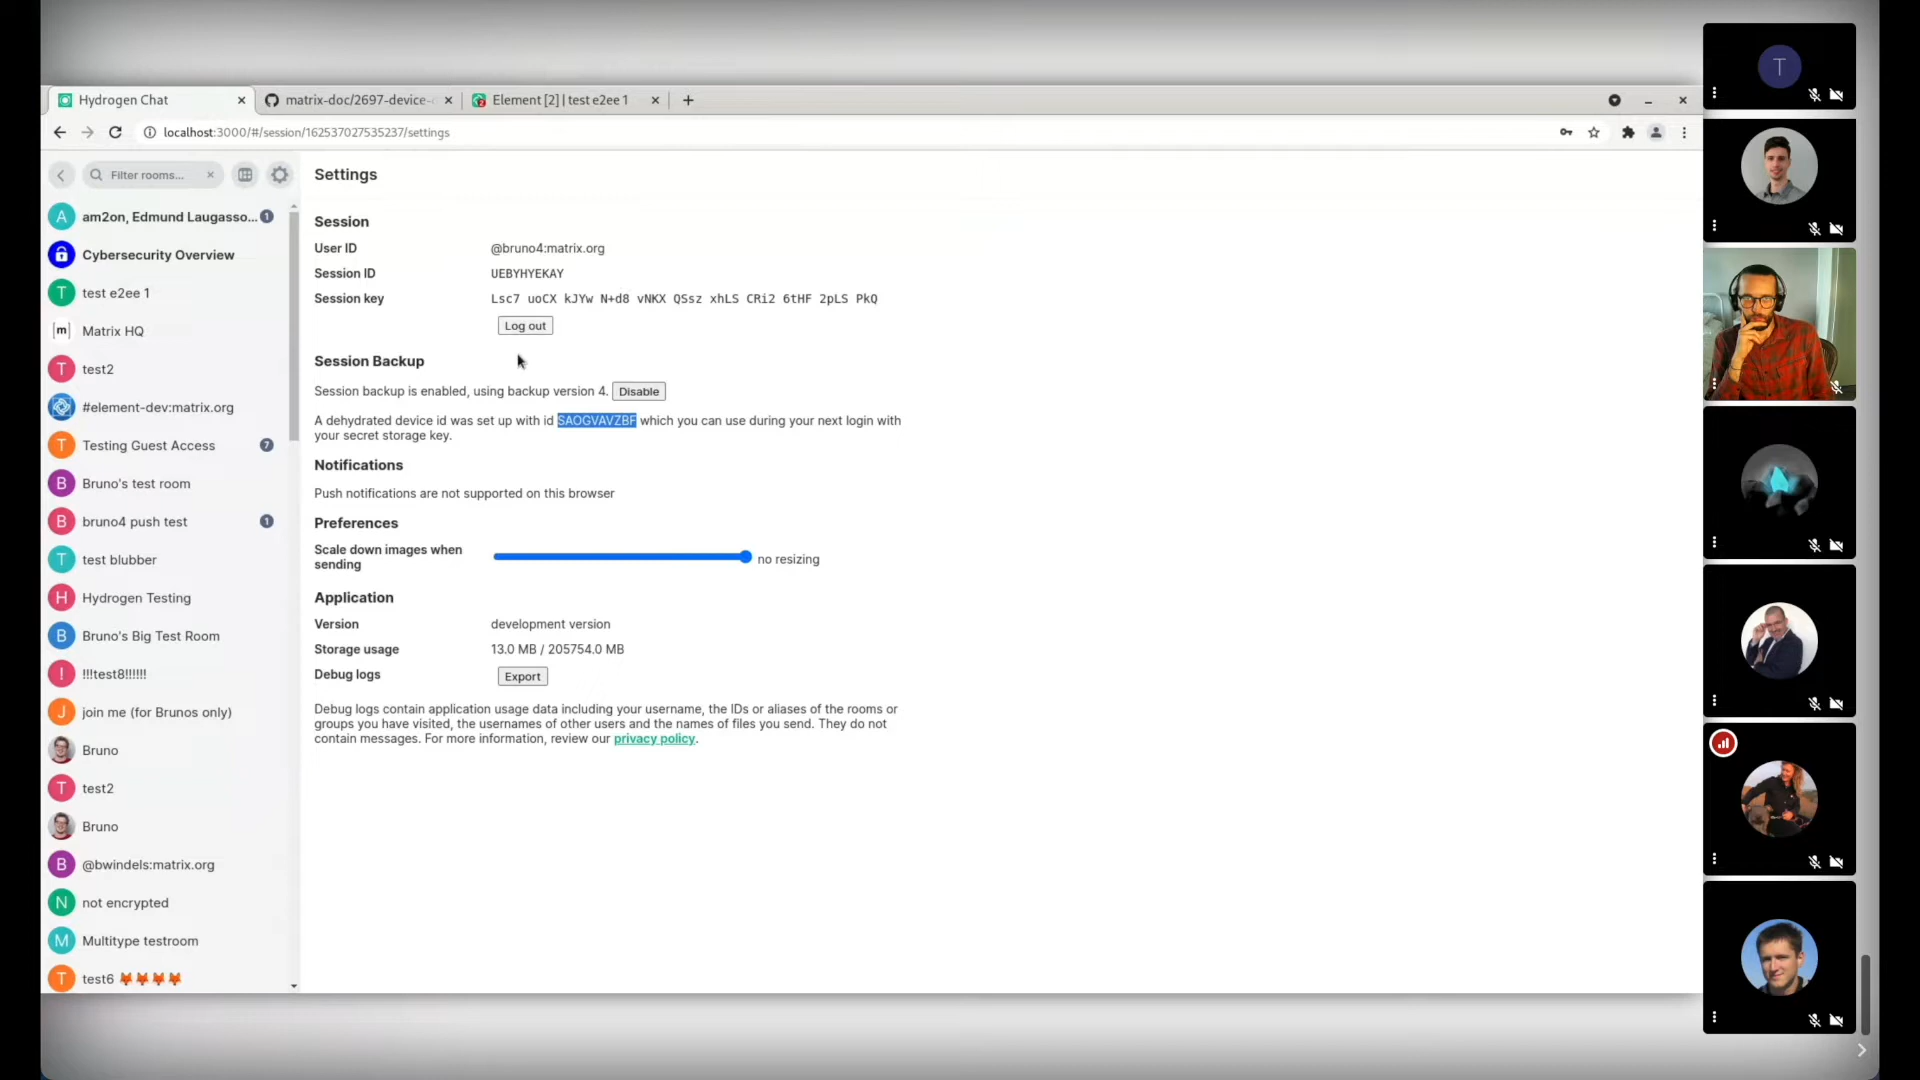 Hydrogen Chat
matrix-doc/2697-device-
Element [2] | test e2ee 1
localhost:3000/#/session/162537027535237/settings
Filter rooms...
Settings
A am2on, Edmund Laugasso... 1
Cybersecurity Overview
T test e2ee 1
[m] Matrix HQ
T test2
#element-dev:matrix.org
T Testing Guest Access 7
B Bruno's test room
B bruno4 push test 1
T test blubber
H Hydrogen Testing
B Bruno's Big Test Room
! !!!test8!!!!!!
J join me (for Brunos only)
Bruno
T test2
Bruno
B @bwindels:matrix.org
N not encrypted
M Multitype testroom
T test6 🦊🦊🦊🦊
Session
User ID @bruno4:matrix.org
Session ID UEBYHYEKAY
Session key Lsc7 uoCX kJYw N+d8 vNKX QSsz xhLS CRi2 6tHF 2pLS PkQ
Log out
Session Backup
Session backup is enabled, using backup version 4. Disable
A dehydrated device id was set up with id SAOGVAVZBF which you can use during your next login with
your secret storage key.
Notifications
Push notifications are not supported on this browser
Preferences
Scale down images when
sending
no resizing
Application
Version development version
Storage usage 13.0 MB / 205754.0 MB
Debug logs Export
Debug logs contain application usage data including your username, the IDs or aliases of the rooms or
groups you have visited, the usernames of other users and the names of files you send. They do not
contain messages. For more information, review our privacy policy.
T